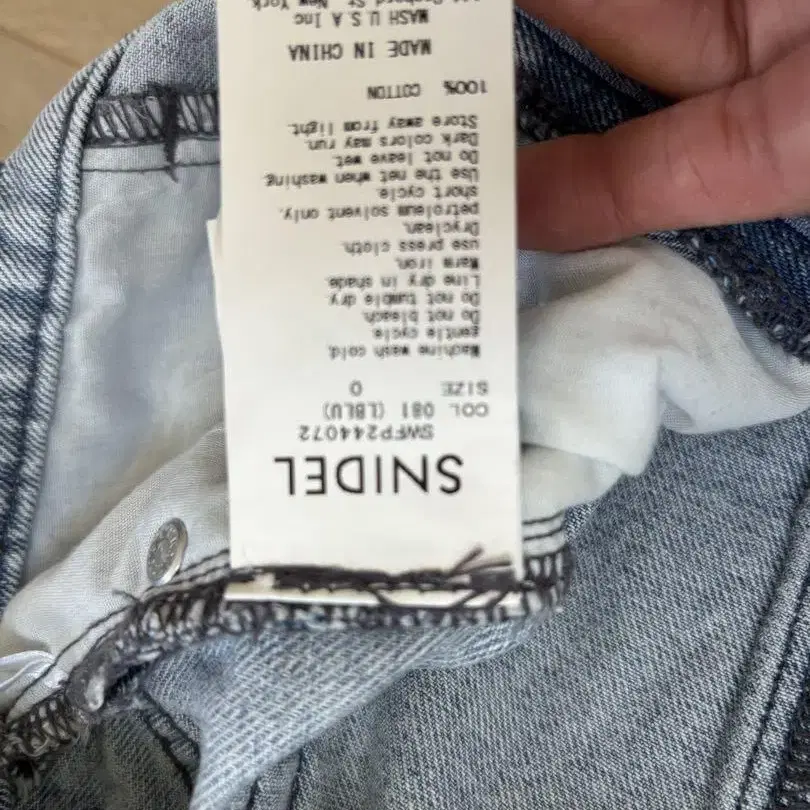 SNIDEL
SWFP244072
COL 081 (LBLU)
SIZE 0
Machine wash cold,
gentle cycle.
Do not bleach.
Do not tumble dry.
Line dry in shade.
Warm iron.
use press cloth.
Dryclean.
petroleum solvent only.
short cycle.
Use the net when washing.
Do not leave wet.
Dark colors may run.
Store away from light.
100% COTTON
MADE IN CHINA
MASH U.S.A Inc
St. New York